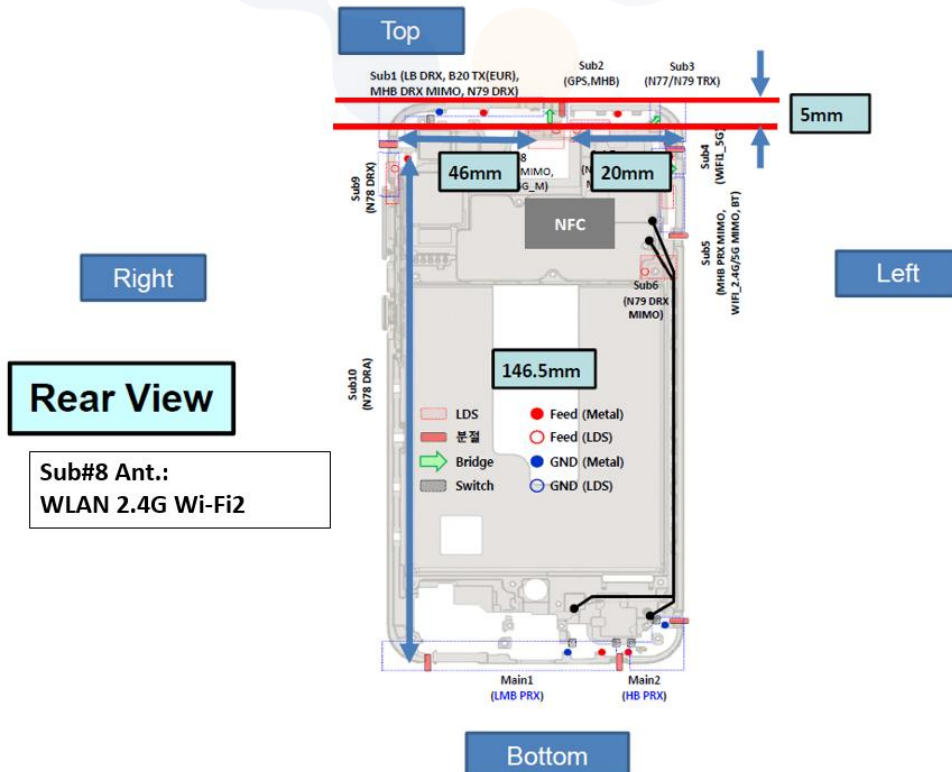 Top
Sub1 (LB DRX, B20 TX(EUR),
MHB DRX MIMO, N79 DRX)
Sub2
(GPS,MHB)
Sub3
(N77/N79 TRX)
5mm
46mm
8
MIMO,
G_M)
20mm
Sub4
(WIFI1_5G)
Sub9
(N78 DRX)
NFC
Sub5
(MHB PRX MIMO,
WIFI_2.4G/5G MIMO, BT)
Right
Left
Sub6
(N79 DRX
MIMO)
Rear View
146.5mm
Sub10
(N78 DRA)
LDS
분절
Bridge
Switch
Feed (Metal)
Feed (LDS)
GND (Metal)
GND (LDS)
Sub#8 Ant.:
WLAN 2.4G Wi-Fi2
Main1
(LMB PRX)
Main2
(HB PRX)
Bottom